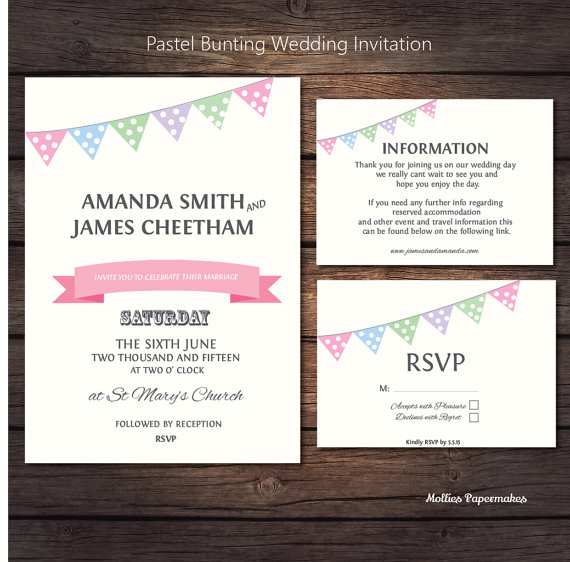 Pastel Bunting Wedding Invitation
AMANDA SMITH AND
JAMES CHEETHAM
INVITE YOU TO CELEBRATE THEIR MARRIAGE
SATURDAY
THE SIXTH JUNE
TWO THOUSAND AND FIFTEEN
AT TWO O' CLOCK
at St Mary's Church
FOLLOWED BY RECEPTION
RSVP
INFORMATION
Thank you for joining us on our wedding day
we really cant wait to see you and
hope you enjoy the day.
If you need any further info regarding
reserved accommodation
and other event and travel information this
can be found below on the following link.
www.jamesandamanda.com
RSVP
M:
Accepts with Pleasure
Declines with Regret
Kindly RSVP by 5.5.15
Mollies Papermakes